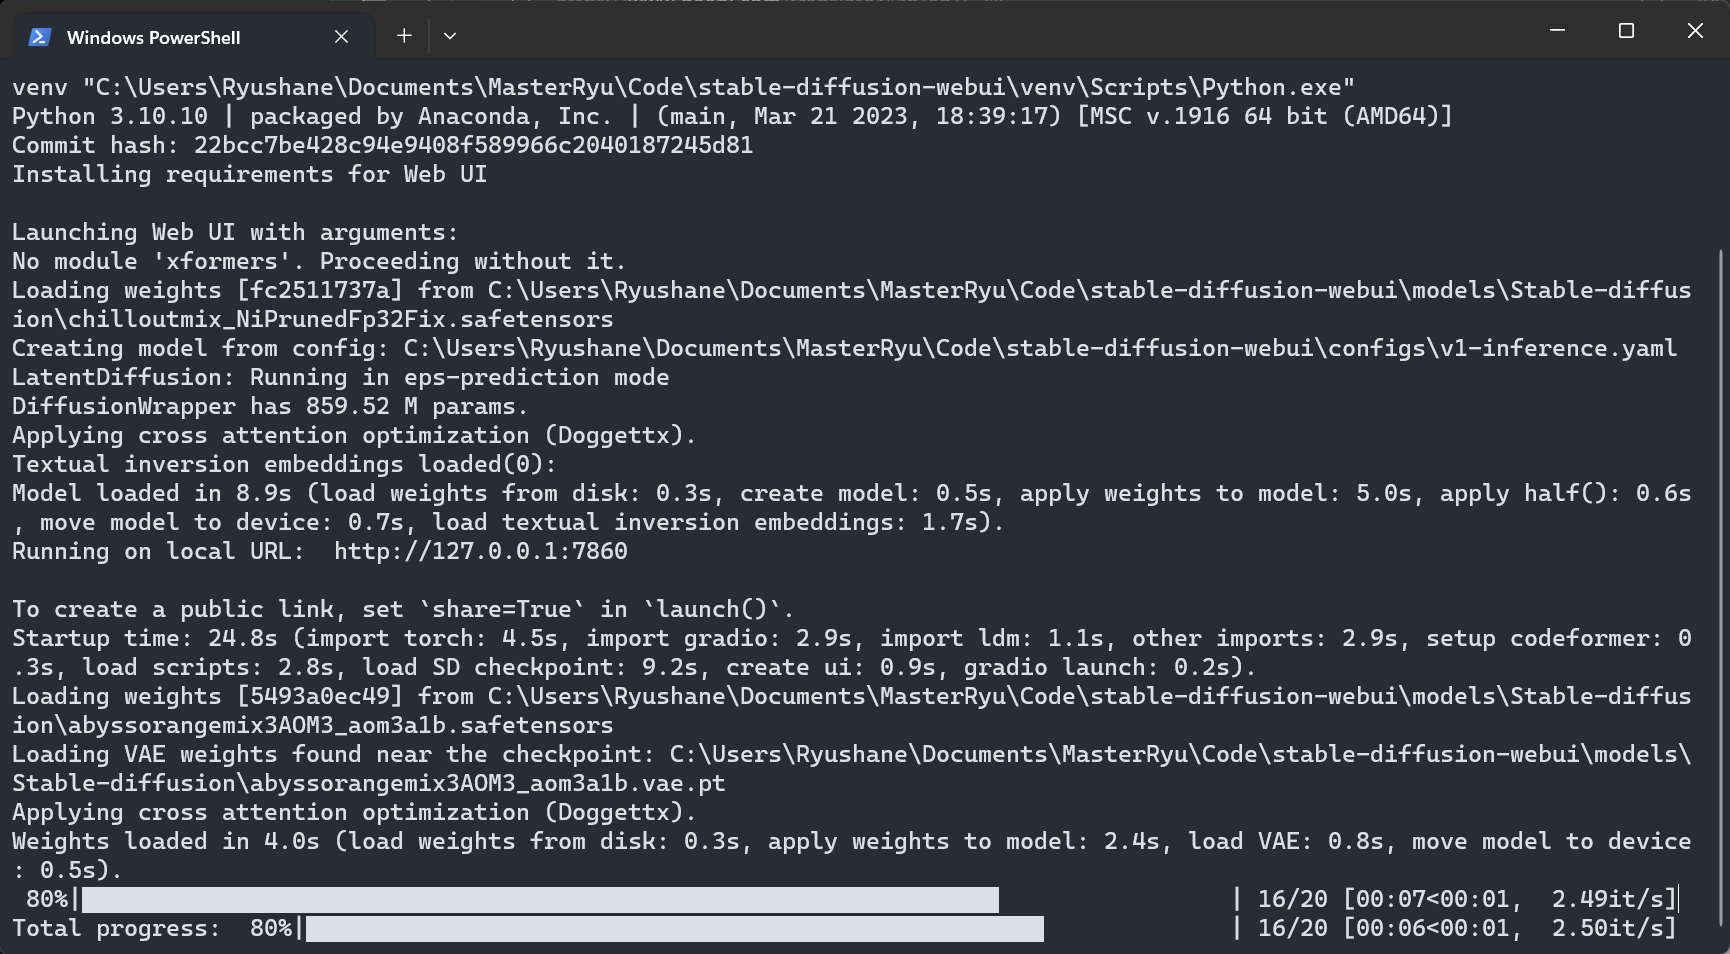 Windows PowerShell
venv "C:\Users\Ryushane\Documents\MasterRyu\Code\stable-diffusion-webui\venv\Scripts\Python.exe"
Python 3.10.10 | packaged by Anaconda, Inc. | (main, Mar 21 2023, 18:39:17) [MSC v.1916 64 bit (AMD64)]
Commit hash: 22bcc7be428c94e9408f589966c2040187245d81
Installing requirements for Web UI
Launching Web UI with arguments:
No module 'xformers'. Proceeding without it.
Loading weights [fc2511737a] from C:\Users\Ryushane\Documents\MasterRyu\Code\stable-diffusion-webui\models\Stable-diffus
ion\chilloutmix_NiPrunedFp32Fix.safetensors
Creating model from config: C:\Users\Ryushane\Documents\MasterRyu\Code\stable-diffusion-webui\configs\v1-inference.yaml
LatentDiffusion: Running in eps-prediction mode
DiffusionWrapper has 859.52 M params.
Applying cross attention optimization (Doggettx).
Textual inversion embeddings loaded(0):
Model loaded in 8.9s (load weights from disk: 0.3s, create model: 0.5s, apply weights to model: 5.0s, apply half(): 0.6s
, move model to device: 0.7s, load textual inversion embeddings: 1.7s).
Running on local URL:  http://127.0.0.1:7860
To create a public link, set `share=True` in `launch()`.
Startup time: 24.8s (import torch: 4.5s, import gradio: 2.9s, import ldm: 1.1s, other imports: 2.9s, setup codeformer: 0
.3s, load scripts: 2.8s, load SD checkpoint: 9.2s, create ui: 0.9s, gradio launch: 0.2s).
Loading weights [5493a0ec49] from C:\Users\Ryushane\Documents\MasterRyu\Code\stable-diffusion-webui\models\Stable-diffus
ion\abyssorangemix3AOM3_aom3a1b.safetensors
Loading VAE weights found near the checkpoint: C:\Users\Ryushane\Documents\MasterRyu\Code\stable-diffusion-webui\models\
Stable-diffusion\abyssorangemix3AOM3_aom3a1b.vae.pt
Applying cross attention optimization (Doggettx).
Weights loaded in 4.0s (load weights from disk: 0.3s, apply weights to model: 2.4s, load VAE: 0.8s, move model to device
: 0.5s).
80%| | 16/20 [00:07<00:01,  2.49it/s]
Total progress:  80%| | 16/20 [00:06<00:01,  2.50it/s]